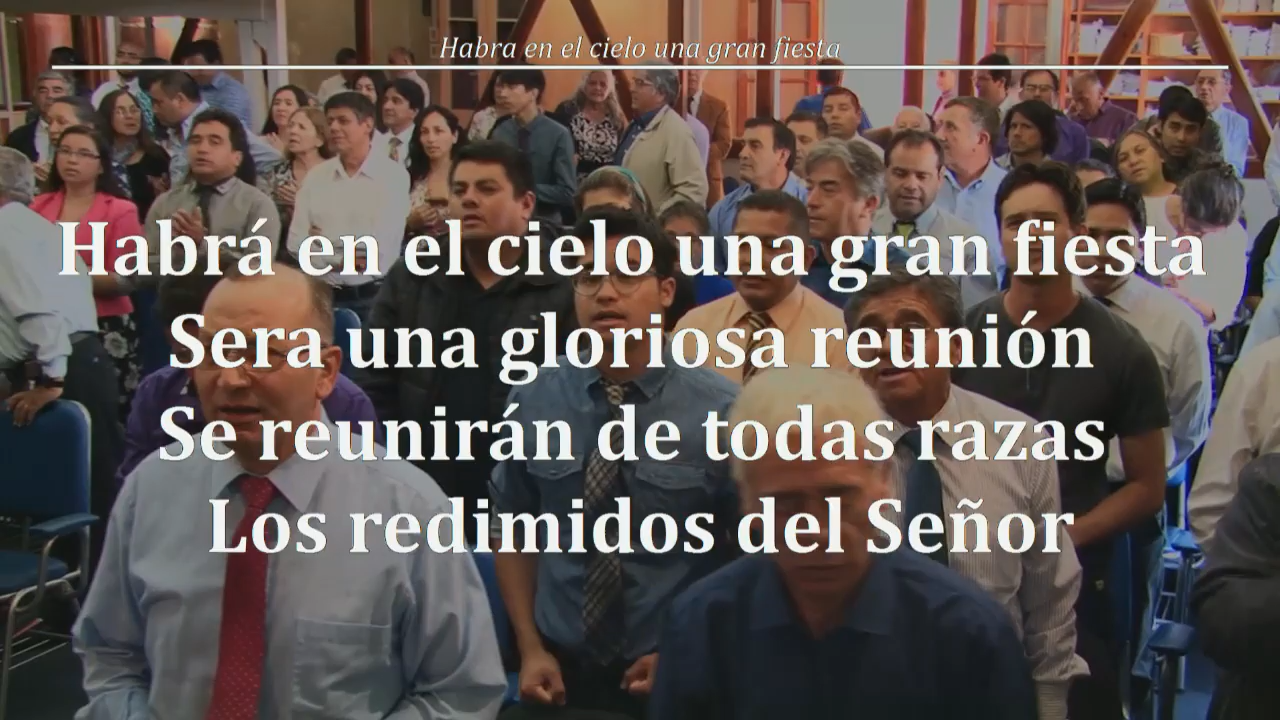 Habra en el cielo una gran fiesta
Habrá en el cielo una gran fiesta
Sera una gloriosa reunión
Se reunirán de todas razas
Los redimidos del Señor